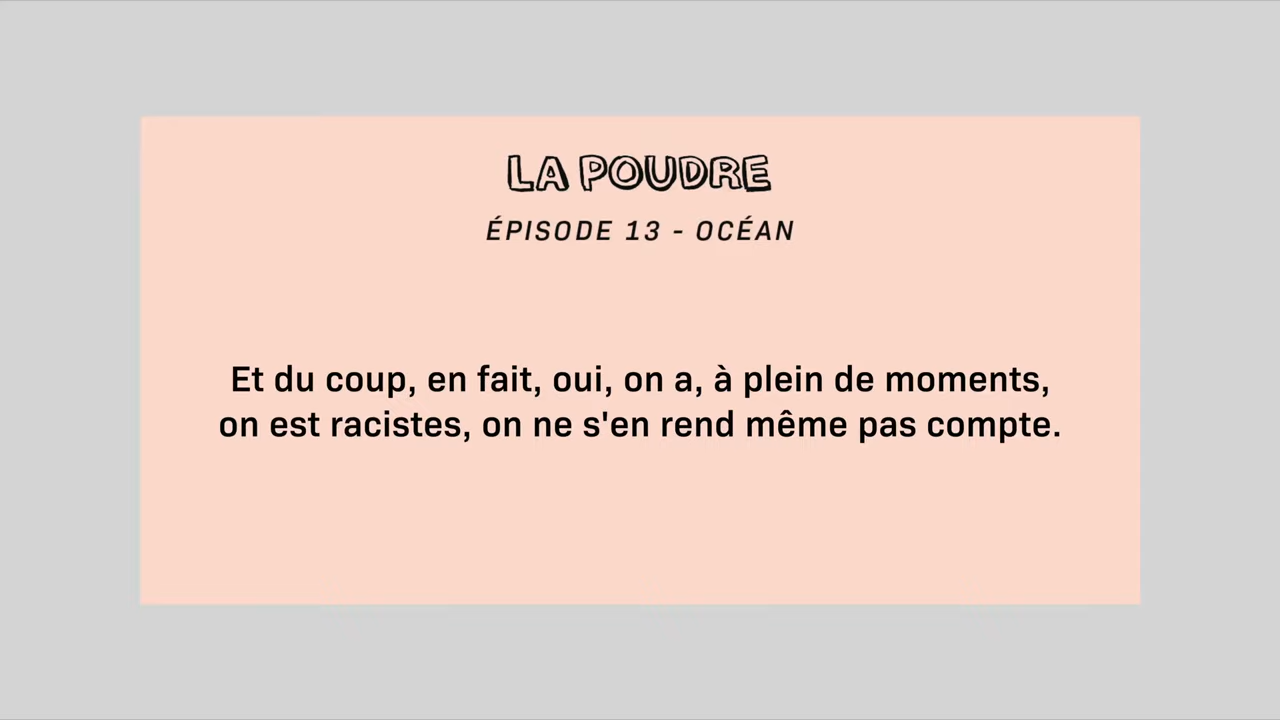 LA POUDRE
ÉPISODE 13 - OCÉAN
Et du coup, en fait, oui, on a, à plein de moments,
on est racistes, on ne s'en rend même pas compte.